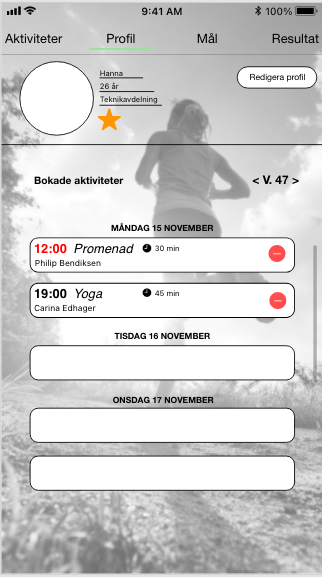 9:41 AM 100%
Aktiviteter Profil Mål Resultat
Hanna
26 år
Teknikavdelning
Redigera profil
Bokade aktiviteter < V. 47 >
MÅNDAG 15 NOVEMBER
12:00 Promenad 30 min
Philip Bendiksen
19:00 Yoga 45 min
Carina Edhager
TISDAG 16 NOVEMBER
ONSDAG 17 NOVEMBER